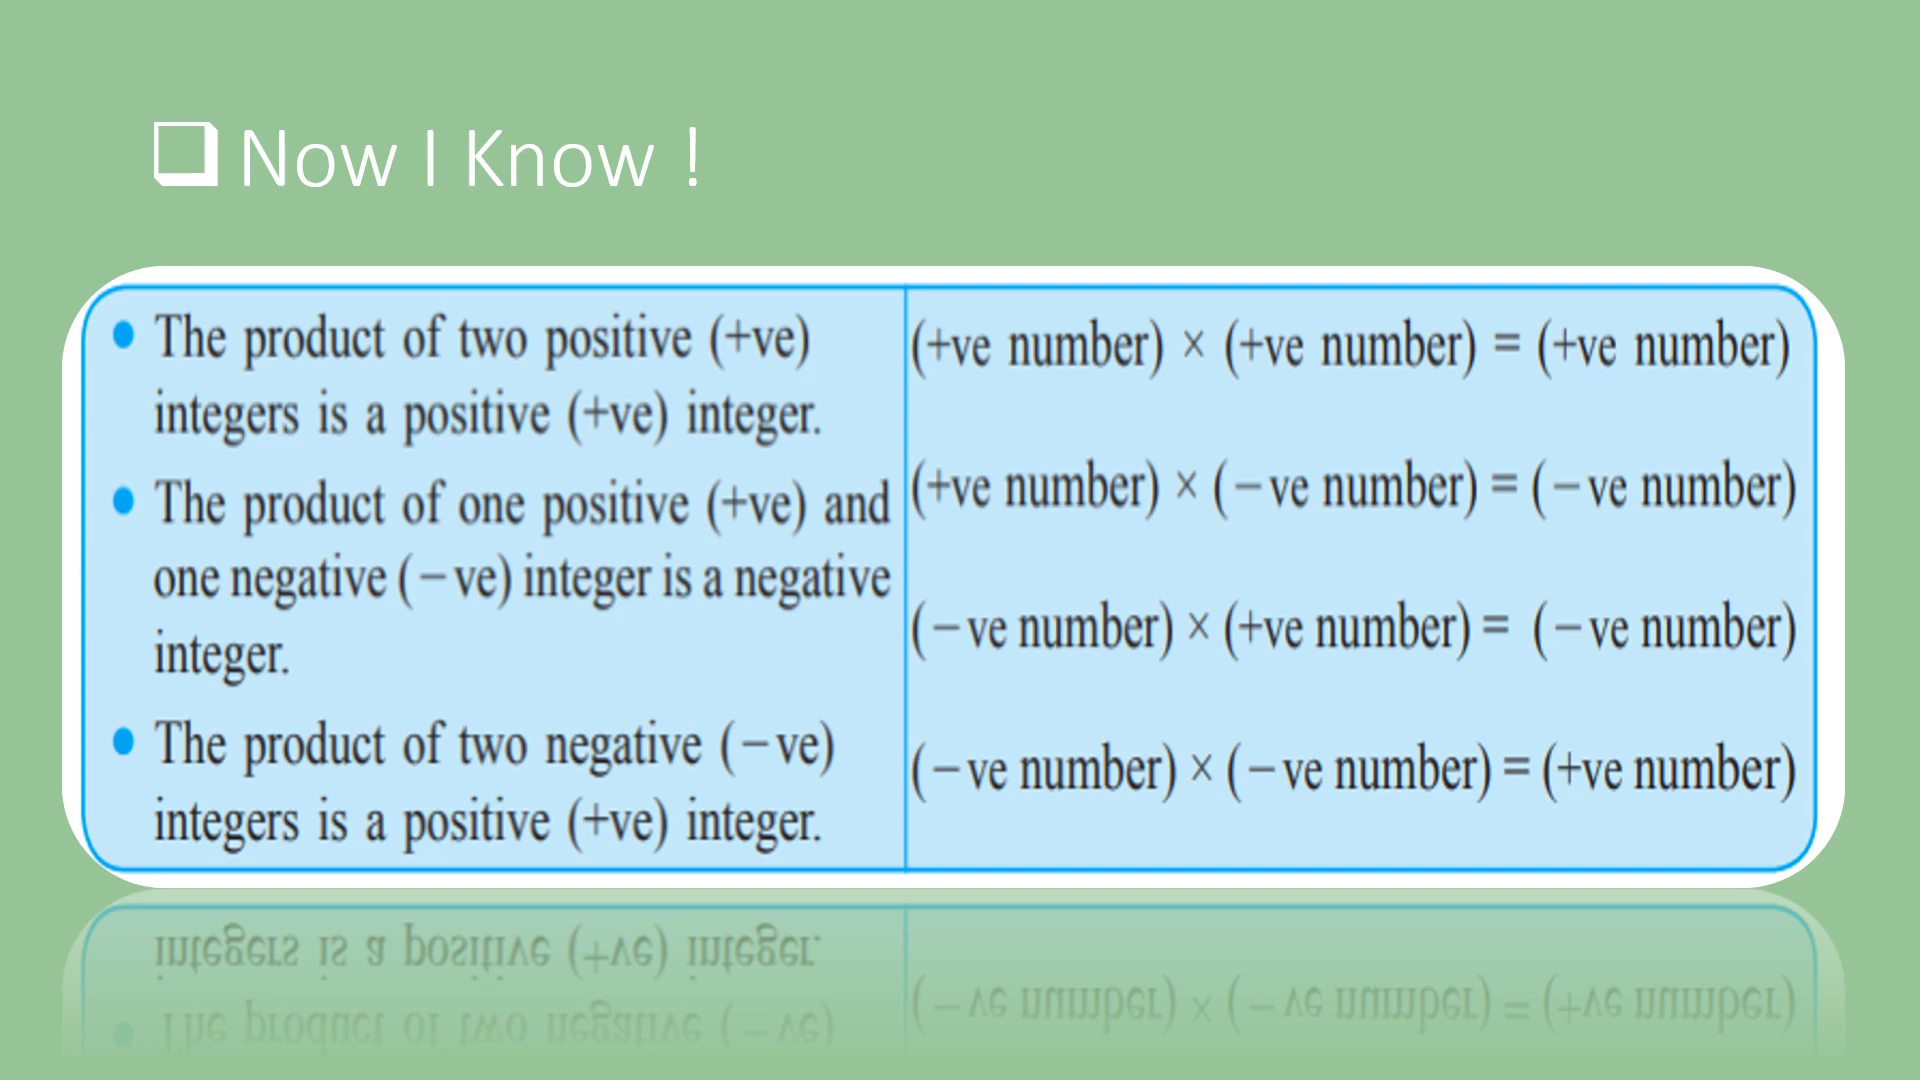 Now I Know !
• The product of two positive (+ve)
integers is a positive (+ve) integer.
• The product of one positive (+ve) and
one negative (−ve) integer is a negative
integer.
• The product of two negative (−ve)
integers is a positive (+ve) integer.
(+ve number) × (+ve number) = (+ve number)
(+ve number) × (−ve number) = (−ve number)
(−ve number) × (+ve number) = (−ve number)
(−ve number) × (−ve number) = (+ve number)